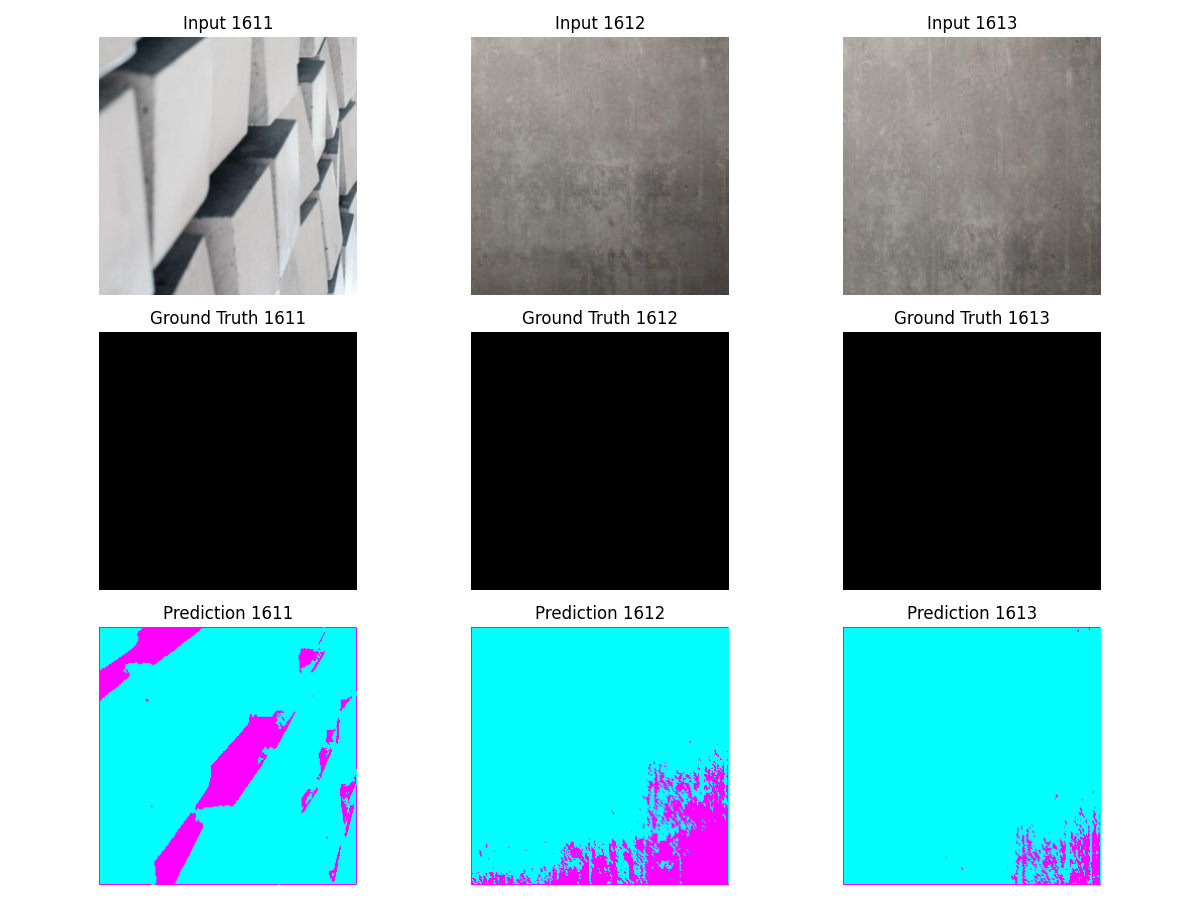 Input 1611
Input 1612
Input 1613
Ground Truth 1611
Ground Truth 1612
Ground Truth 1613
Prediction 1611
Prediction 1612
Prediction 1613